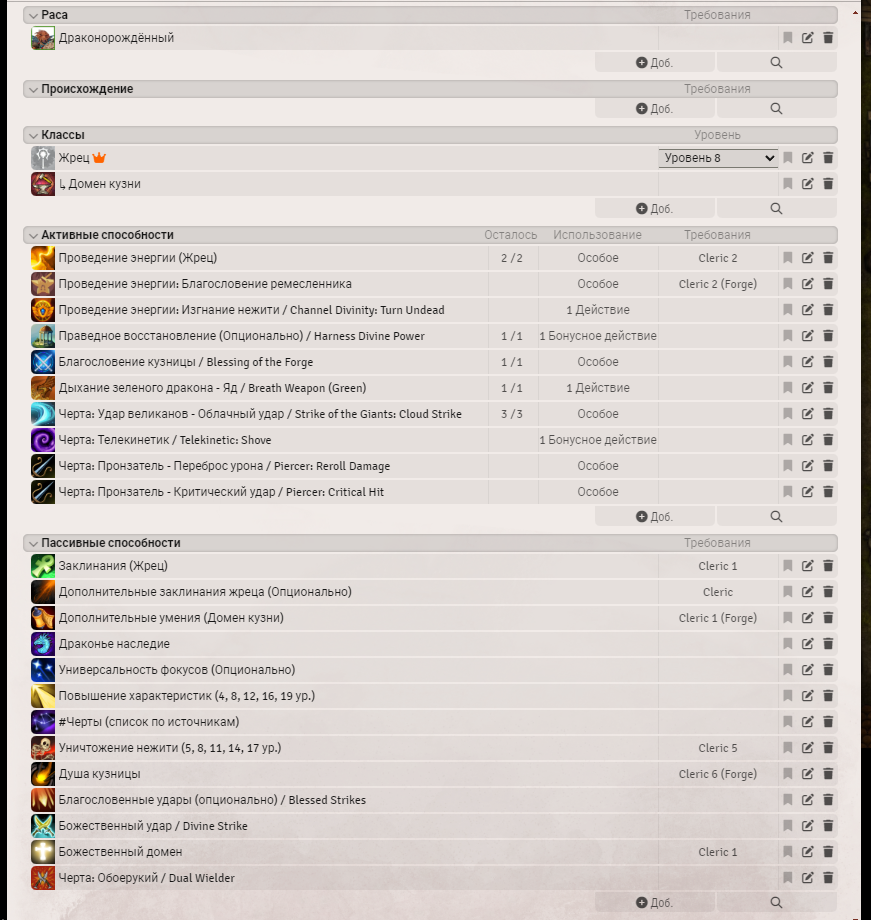 Раса Требования
Драконорождённый
Доб.
Происхождение Требования
Доб.
Классы Уровень
Жрец Уровень 8
Домен кузни
Доб.
Активные способности Осталось Использование Требования
Проведение энергии (Жрец) 2 / 2 Особое Cleric 2
Проведение энергии: Благословение ремесленника Особое Cleric 2 (Forge)
Проведение энергии: Изгнание нежити / Channel Divinity: Turn Undead 1 Действие
Праведное восстановление (Опционально) / Harness Divine Power 1 / 1 1 Бонусное действие
Благословение кузницы / Blessing of the Forge 1 / 1 Особое
Дыхание зеленого дракона - Яд / Breath Weapon (Green) 1 / 1 1 Действие
Черта: Удар великанов - Облачный удар / Strike of the Giants: Cloud Strike 3 / 3 Особое
Черта: Телекинетик / Telekinetic: Shove 1 Бонусное действие
Черта: Пронзатель - Переброс урона / Piercer: Reroll Damage Особое
Черта: Пронзатель - Критический удар / Piercer: Critical Hit Особое
Доб.
Пассивные способности Требования
Заклинания (Жрец) Cleric 1
Дополнительные заклинания жреца (Опционально) Cleric
Дополнительные умения (Домен кузни) Cleric 1 (Forge)
Драконье наследие
Универсальность фокусов (Опционально)
Повышение характеристик (4, 8, 12, 16, 19 ур.)
#Черты (список по источникам)
Уничтожение нежити (5, 8, 11, 14, 17 ур.) Cleric 5
Душа кузницы Cleric 6 (Forge)
Благословенные удары (опционально) / Blessed Strikes
Божественный удар / Divine Strike
Божественный домен Cleric 1
Черта: Обоерукий / Dual Wielder
Доб.